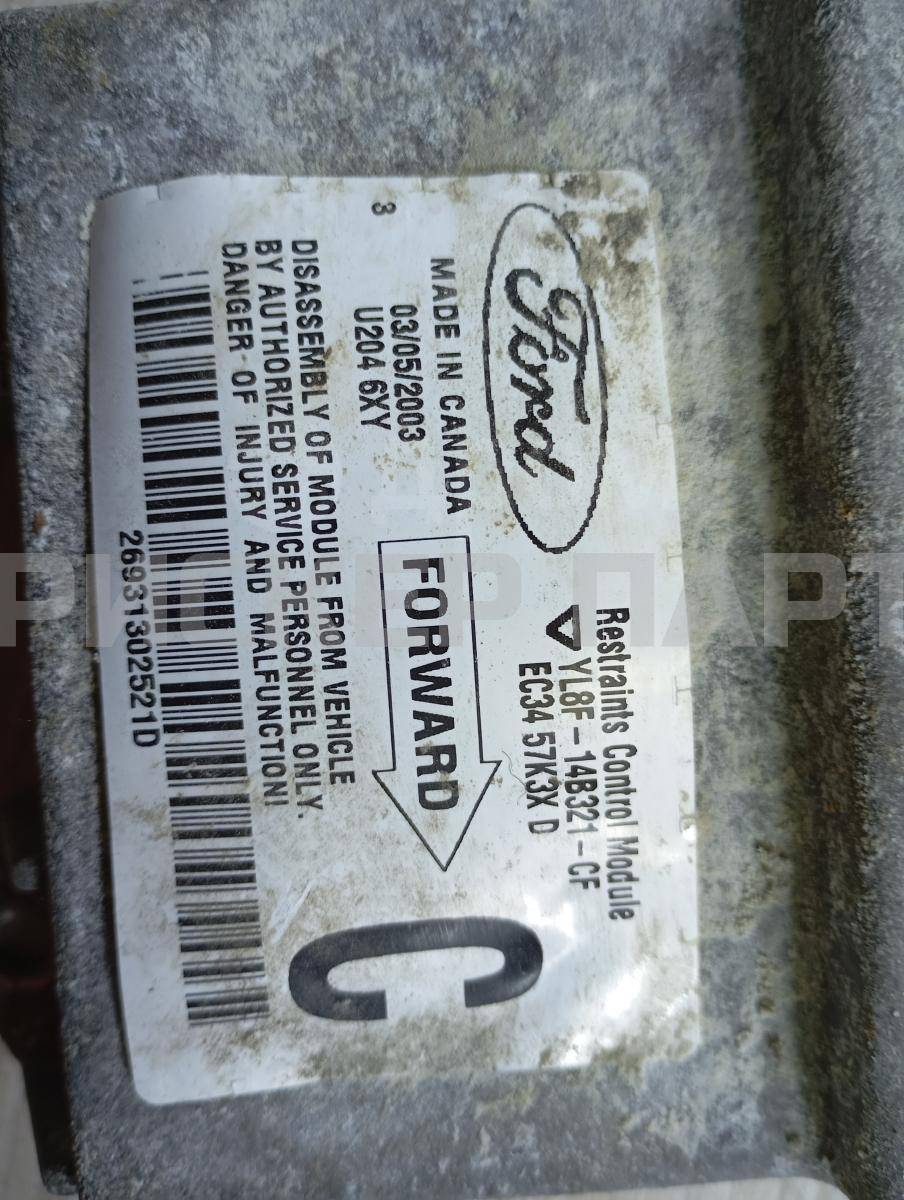 Ford
Restraints Control Module
YL8F-14B321-CF
EC34 57K3X D
MADE IN CANADA
03/05/2003
U204 6XY
3
FORWARD
C
DISASSEMBLY OF MODULE FROM VEHICLE
BY AUTHORIZED SERVICE PERSONNEL ONLY.
DANGER OF INJURY AND MALFUNCTION!
26931302521D